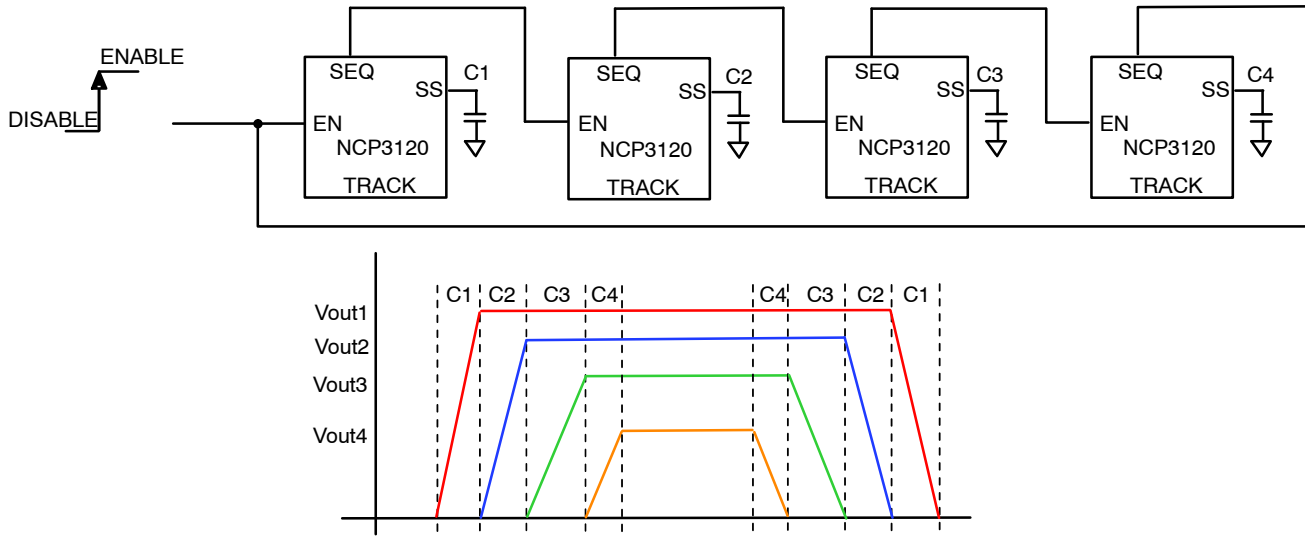 ENABLE
DISABLE
SEQ
C1
SS
EN
NCP3120
TRACK
SEQ
C2
SS
EN
NCP3120
TRACK
SEQ
C3
SS
EN
NCP3120
TRACK
SEQ
C4
SS
EN
NCP3120
TRACK
C1 C2 C3 C4 C4 C3 C2 C1
Vout1
Vout2
Vout3
Vout4